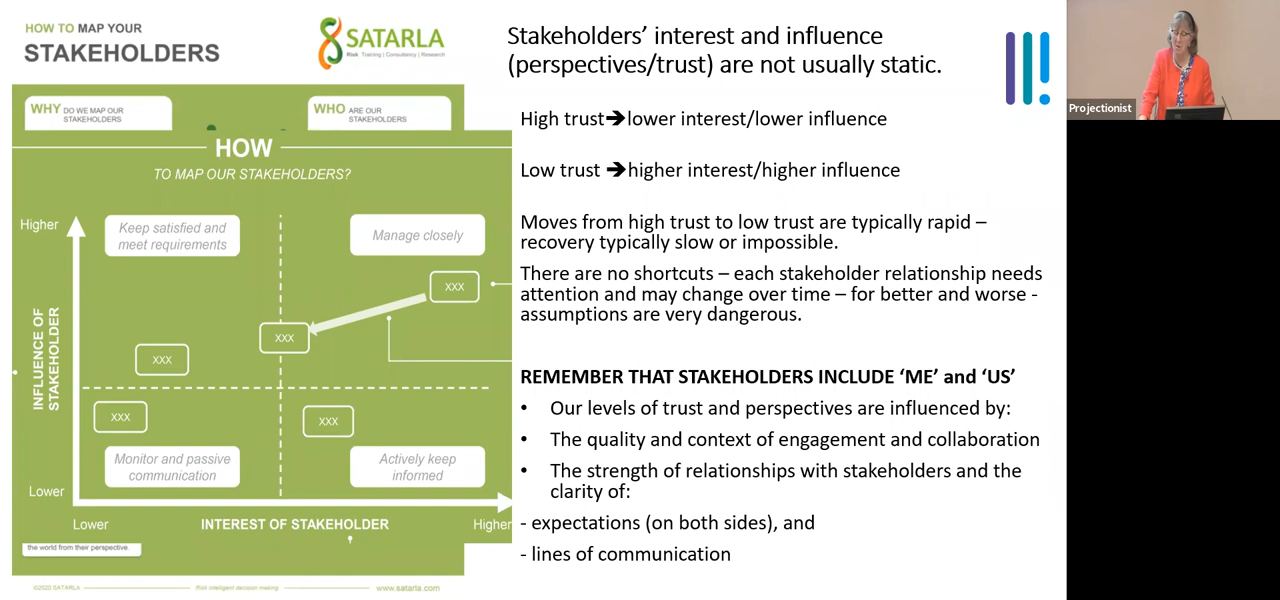 HOW TO MAP YOUR
STAKEHOLDERS
SATARLA
Risk Training | Consultancy | Research
WHY DO WE MAP OUR
STAKEHOLDERS
WHO ARE OUR
STAKEHOLDERS
HOW
TO MAP OUR STAKEHOLDERS?
Higher
Keep satisfied and
meet requirements
Manage closely
XXX
XXX
XXX
XXX
XXX
INFLUENCE OF
STAKEHOLDER
Monitor and passive
communication
Actively keep
informed
Lower
Lower
INTEREST OF STAKEHOLDER
Higher
the world from their perspective.
©2020 SATARLA
Risk intelligent decision making
www.satarla.com
Stakeholders’ interest and influence
(perspectives/trust) are not usually static.
High trust➔lower interest/lower influence
Low trust ➔higher interest/higher influence
Moves from high trust to low trust are typically rapid –
recovery typically slow or impossible.
There are no shortcuts – each stakeholder relationship needs
attention and may change over time – for better and worse -
assumptions are very dangerous.
REMEMBER THAT STAKEHOLDERS INCLUDE ‘ME’ and ‘US’
• Our levels of trust and perspectives are influenced by:
• The quality and context of engagement and collaboration
• The strength of relationships with stakeholders and the
clarity of:
- expectations (on both sides), and
- lines of communication
Projectionist